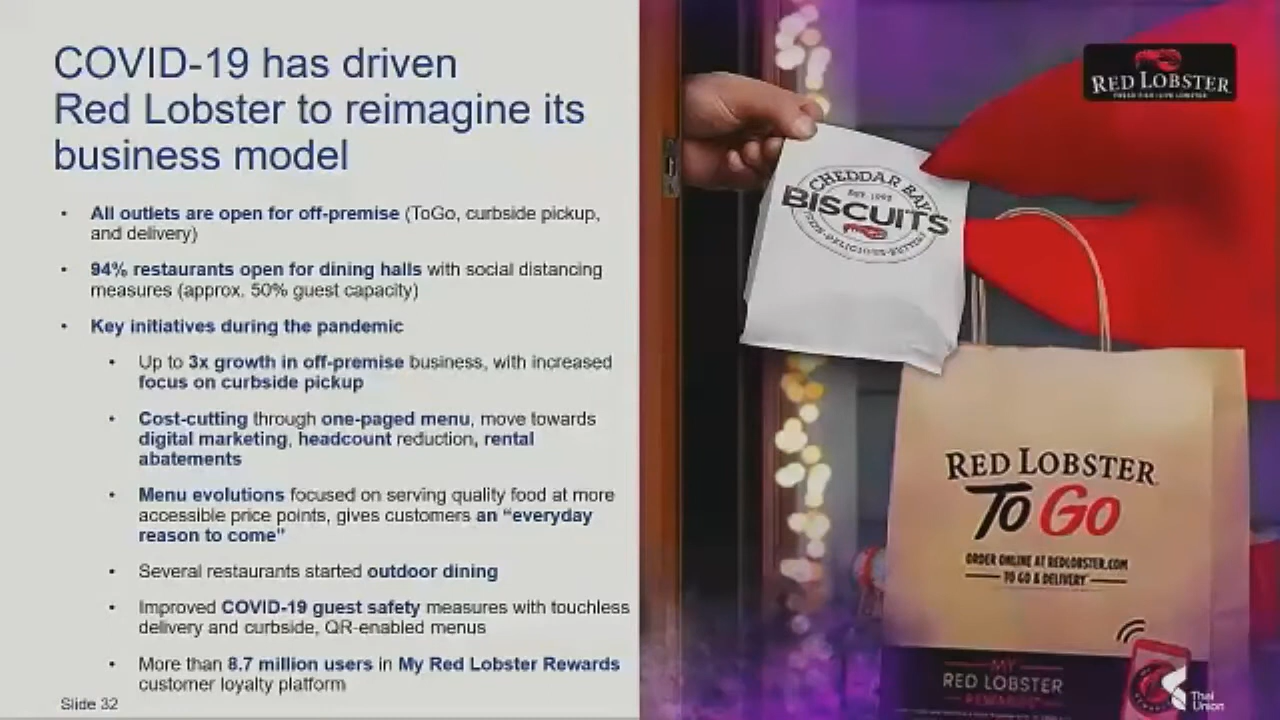 COVID-19 has driven
Red Lobster to reimagine its
business model
• All outlets are open for off-premise (ToGo, curbside pickup,
and delivery)
• 94% restaurants open for dining halls with social distancing
measures (approx. 50% guest capacity)
• Key initiatives during the pandemic
• Up to 3x growth in off-premise business, with increased
focus on curbside pickup
• Cost-cutting through one-paged menu, move towards
digital marketing, headcount reduction, rental
abatements
• Menu evolutions focused on serving quality food at more
accessible price points, gives customers an “everyday
reason to come”
• Several restaurants started outdoor dining
• Improved COVID-19 guest safety measures with touchless
delivery and curbside, QR-enabled menus
• More than 8.7 million users in My Red Lobster Rewards
customer loyalty platform
Slide 32
RED LOBSTER
CHEDDAR BAY
BISCUITS
RED LOBSTER
TO GO
ORDER ONLINE AT REDLOBSTER.COM
TO GO & DELIVERY
MY
RED LOBSTER
REWARDS
Thai
Union